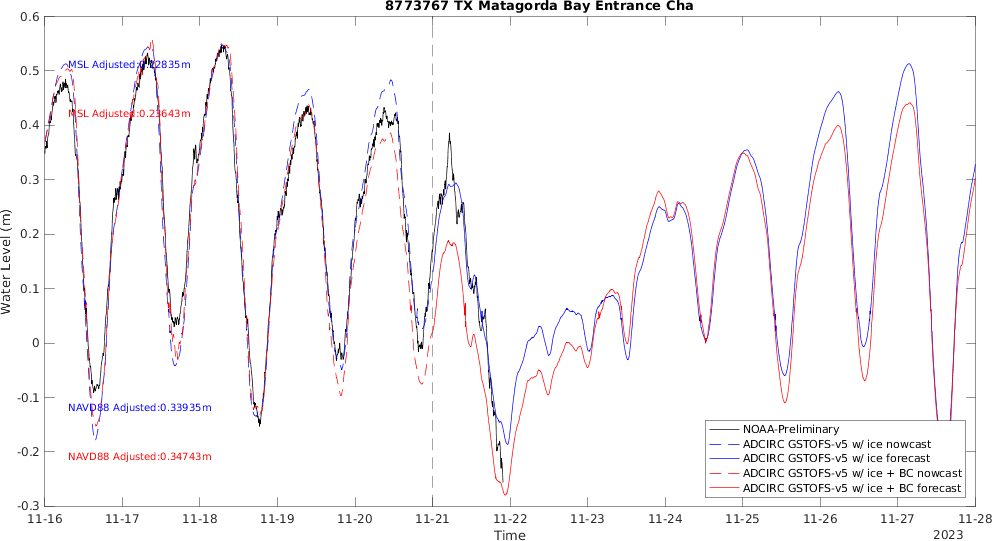 8773767 TX Matagorda Bay Entrance Cha
0.6
0.5
0.4
0.3
0.2
0.1
0
-0.1
-0.2
-0.3
Water Level (m)
MSL Adjusted:0.22835m
MSL Adjusted:0.23643m
NAVD88 Adjusted:0.33935m
NAVD88 Adjusted:0.34743m
NOAA-Preliminary
ADCIRC GSTOFS-v5 w/ ice nowcast
ADCIRC GSTOFS-v5 w/ ice forecast
ADCIRC GSTOFS-v5 w/ ice + BC nowcast
ADCIRC GSTOFS-v5 w/ ice + BC forecast
11-16 11-17 11-18 11-19 11-20 11-21 11-22 11-23 11-24 11-25 11-26 11-27 11-28
Time
2023